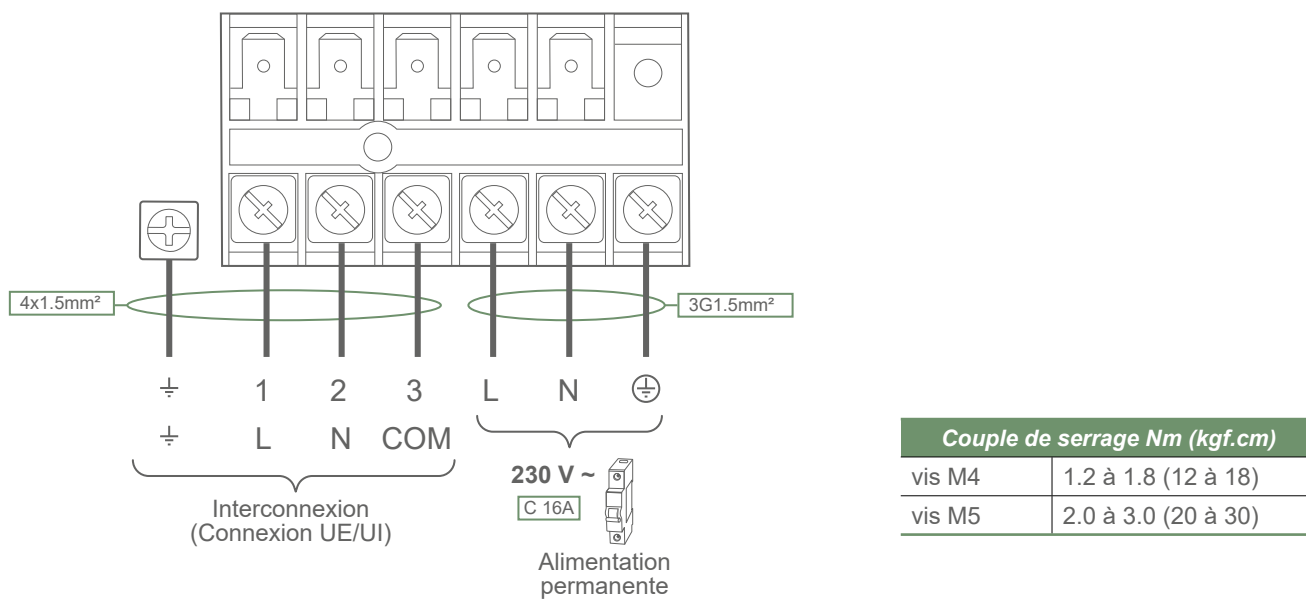 4x1.5mm²
3G1.5mm²
1 2 3 L N
L N COM
Interconnexion
(Connexion UE/UI)
230 V ~
C 16A
Alimentation
permanente
Couple de serrage Nm (kgf.cm)
vis M4 1.2 à 1.8 (12 à 18)
vis M5 2.0 à 3.0 (20 à 30)